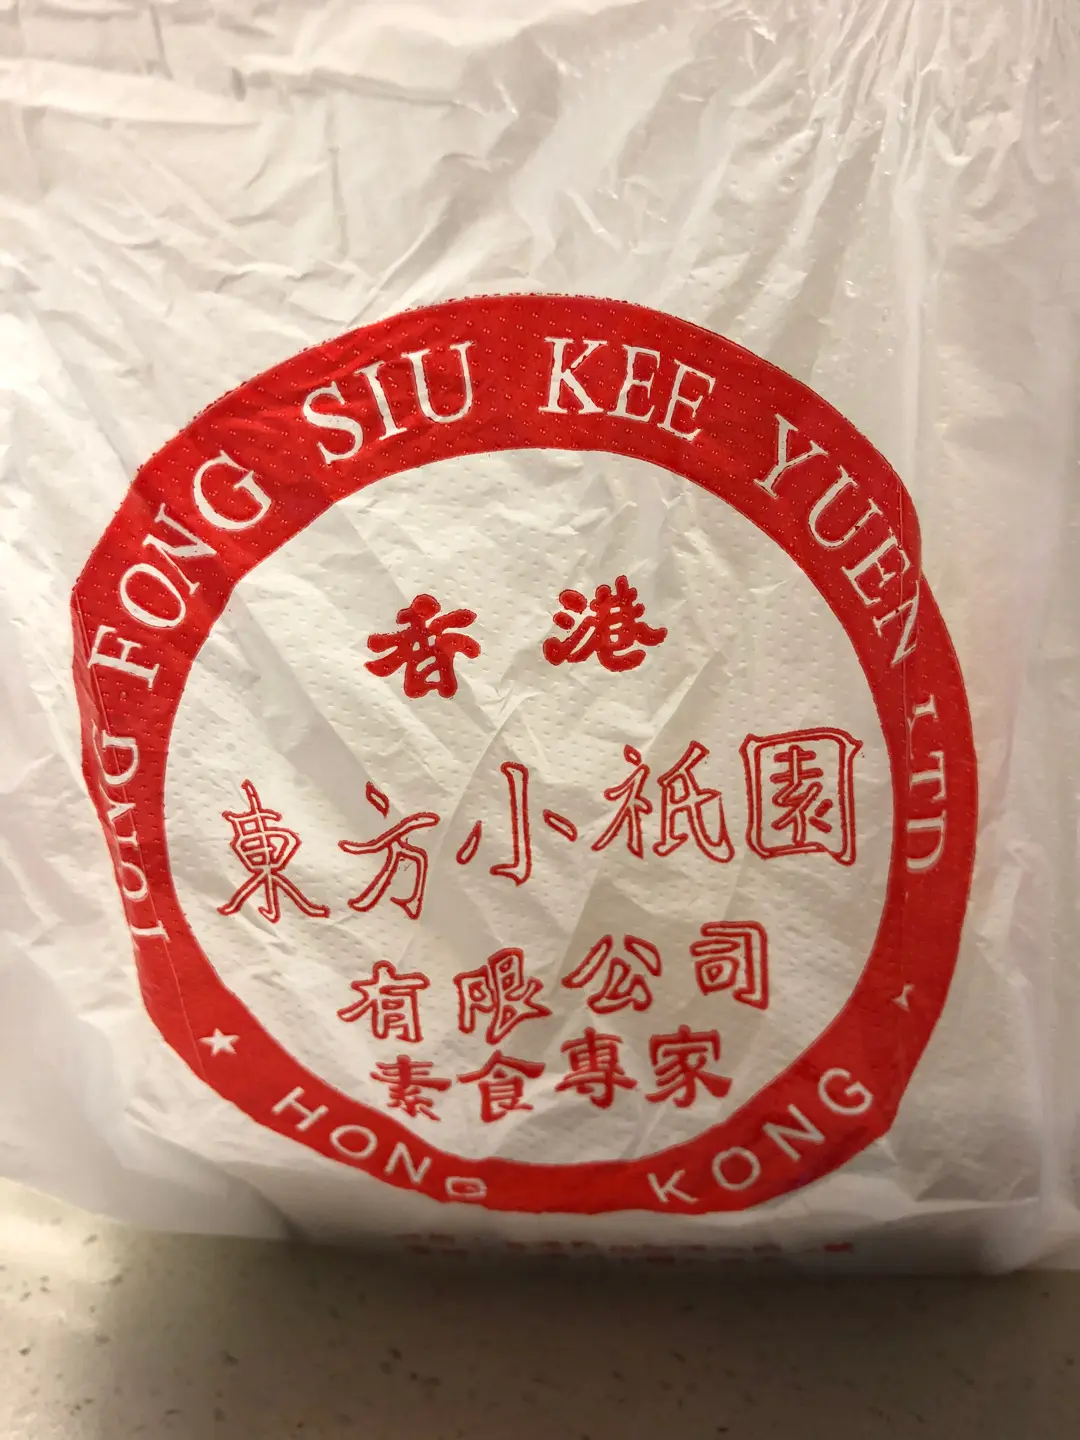 TUNG FONG SIU KEE YUEN LTD
香港
東方小祇園
有限公司
素食專家
HONG KONG